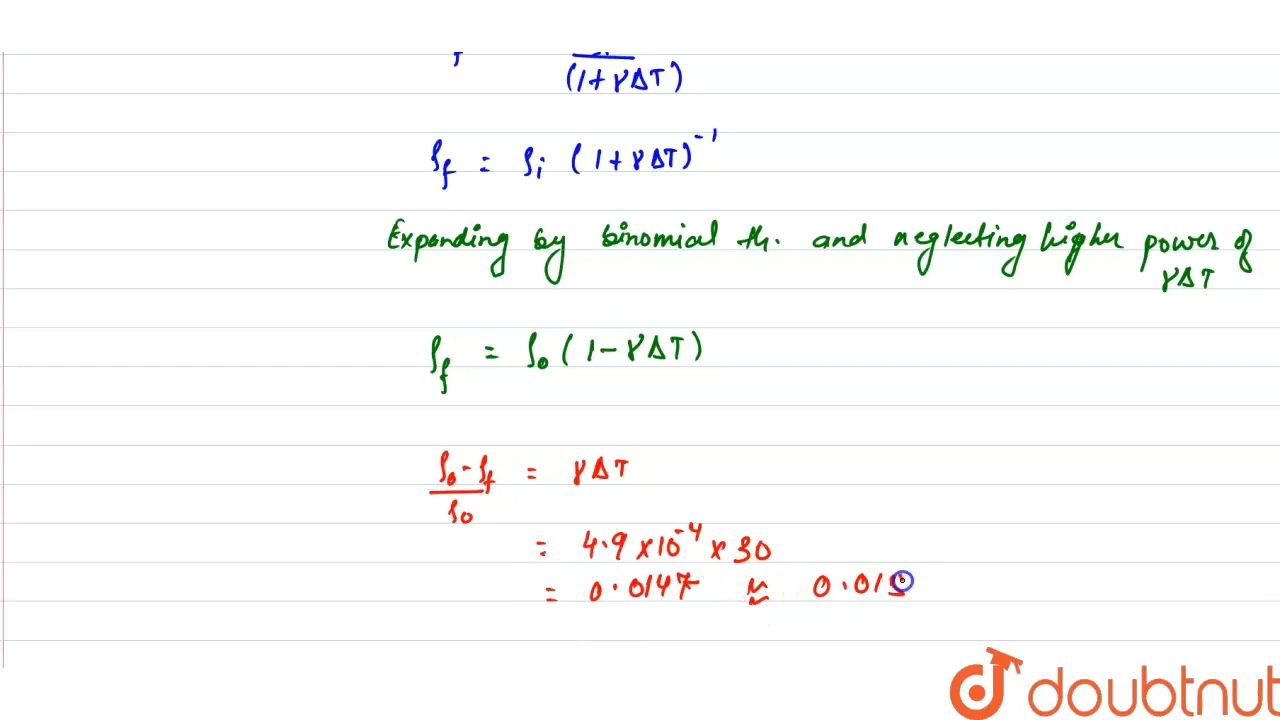 (1+γΔT)
ρf = ρi (1+γΔT)⁻¹
Expanding by binomial th. and neglecting higher power of
γΔT
ρf = ρ0 (1-γΔT)
ρ0-ρf = γΔT
ρ0
= 4.9×10⁻⁴×30
= 0.0147 ≈ 0.015
doubtnut